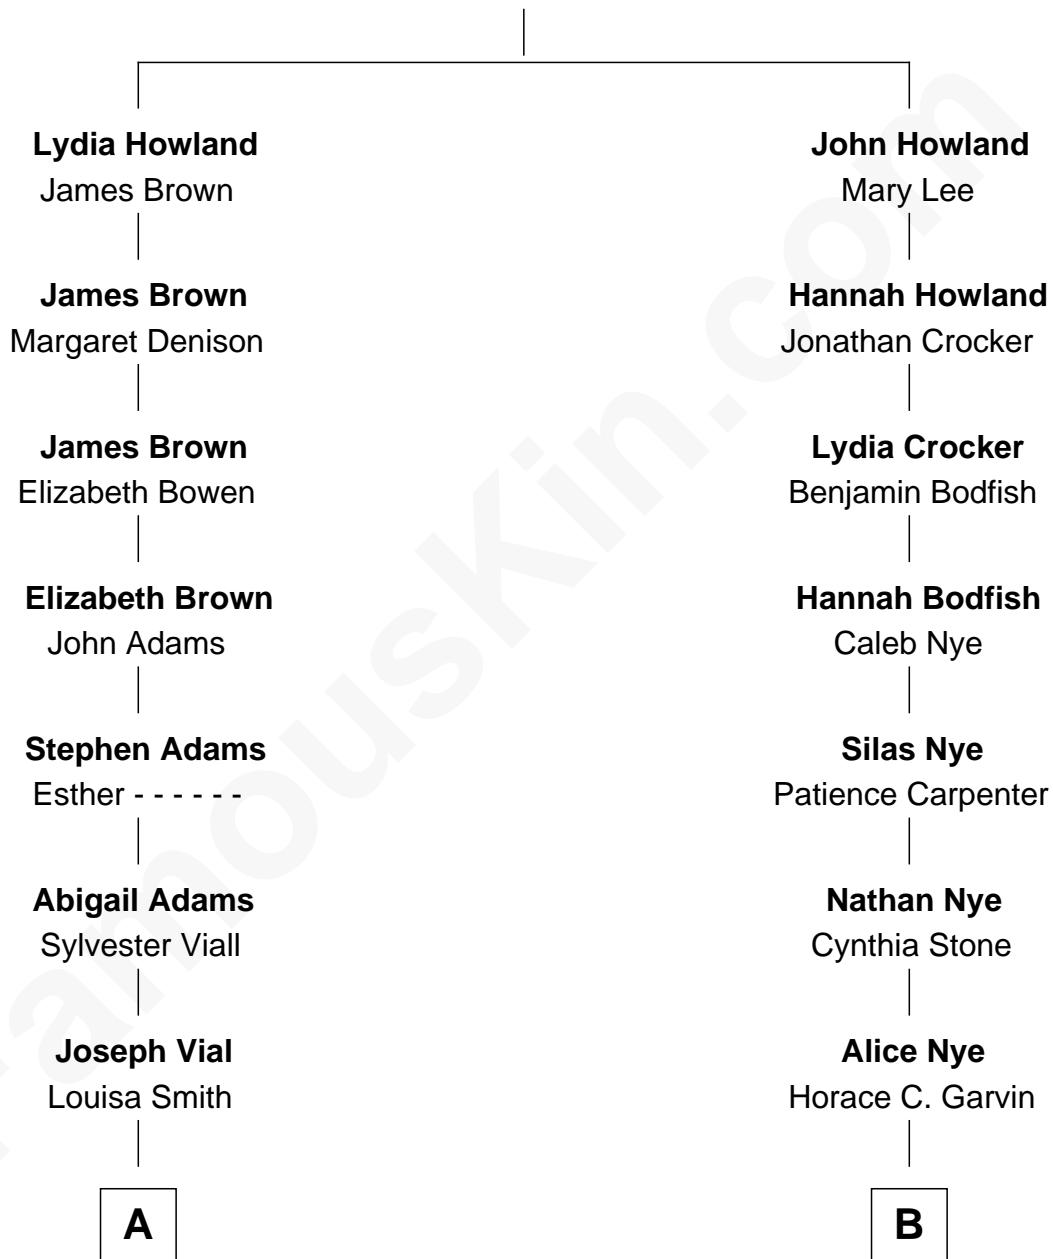 Lydia Howland
James Brown
James Brown
Margaret Denison
James Brown
Elizabeth Bowen
Elizabeth Brown
John Adams
Stephen Adams
Esther - - - - - -
Abigail Adams
Sylvester Viall
Joseph Vial
Louisa Smith
A
John Howland
Mary Lee
Hannah Howland
Jonathan Crocker
Lydia Crocker
Benjamin Bodfish
Hannah Bodfish
Caleb Nye
Silas Nye
Patience Carpenter
Nathan Nye
Cynthia Stone
Alice Nye
Horace C. Garvin
B
FamousKin.com